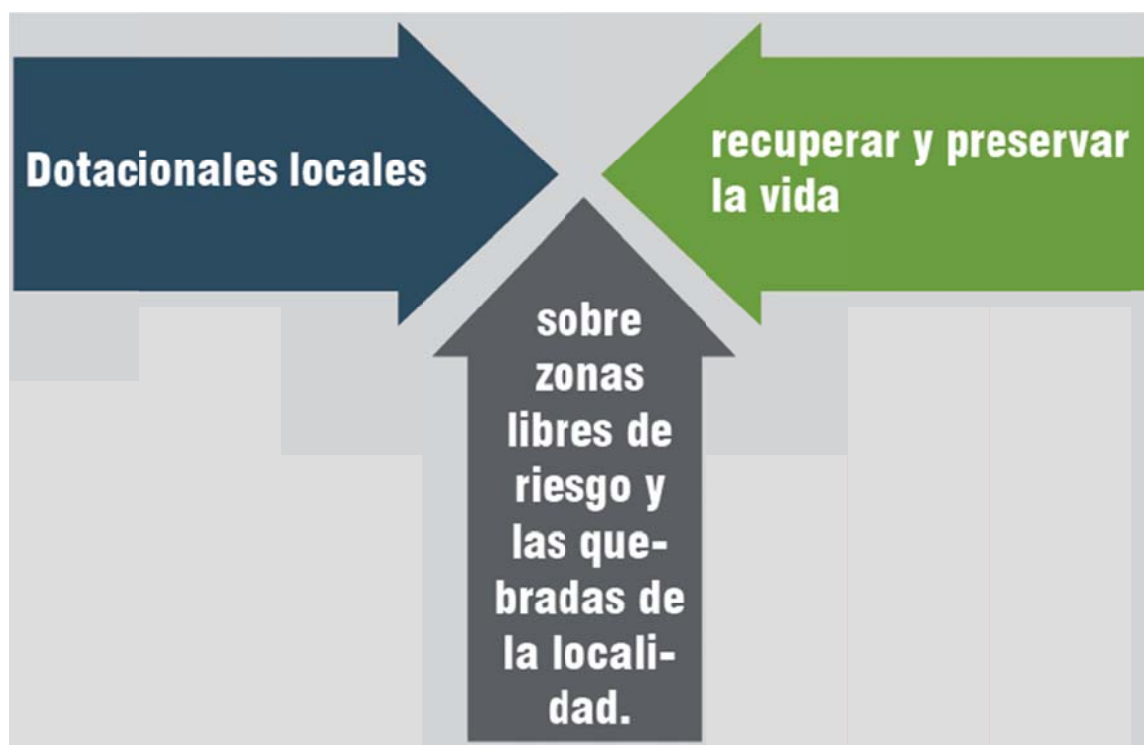 Dotacionales locales
recuperar y preservar
la vida
sobre
zonas
libres de
riesgo y
las que-
bradas de
la locali-
dad.